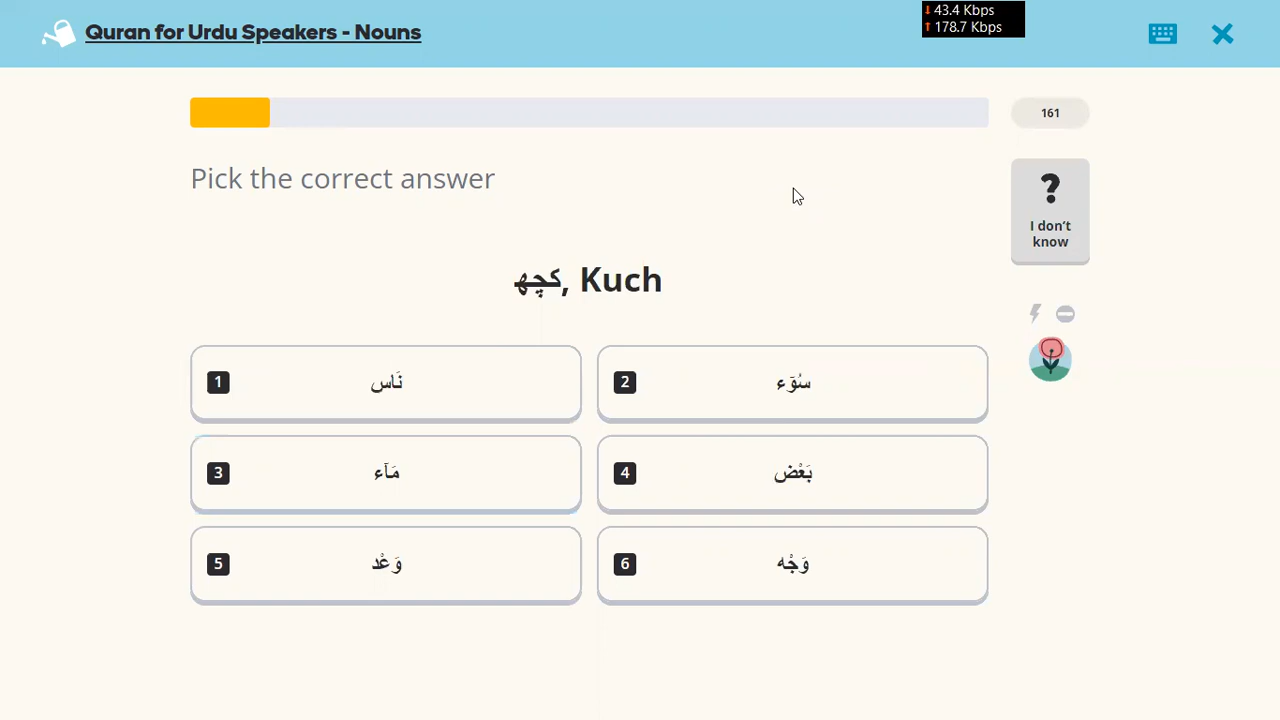 Quran for Urdu Speakers - Nouns
↓ 43.4 Kbps
↑ 178.7 Kbps
161
Pick the correct answer
?
I don't know
کچھ, Kuch
1 نَاس
2 سُوٓء
3 مَآء
4 بَعْض
5 وَعْد
6 وَجْه